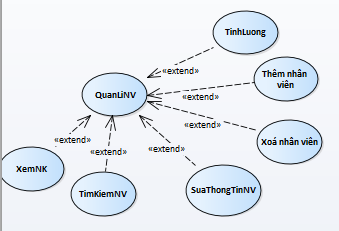 TinhLuong
«extend»
Thêm nhân
viên
QuanLiNV
«extend»
«extend»
Xoá nhân viên
«extend»
«extend»
«extend»
XemNK
TimKiemNV
SuaThongTinNV